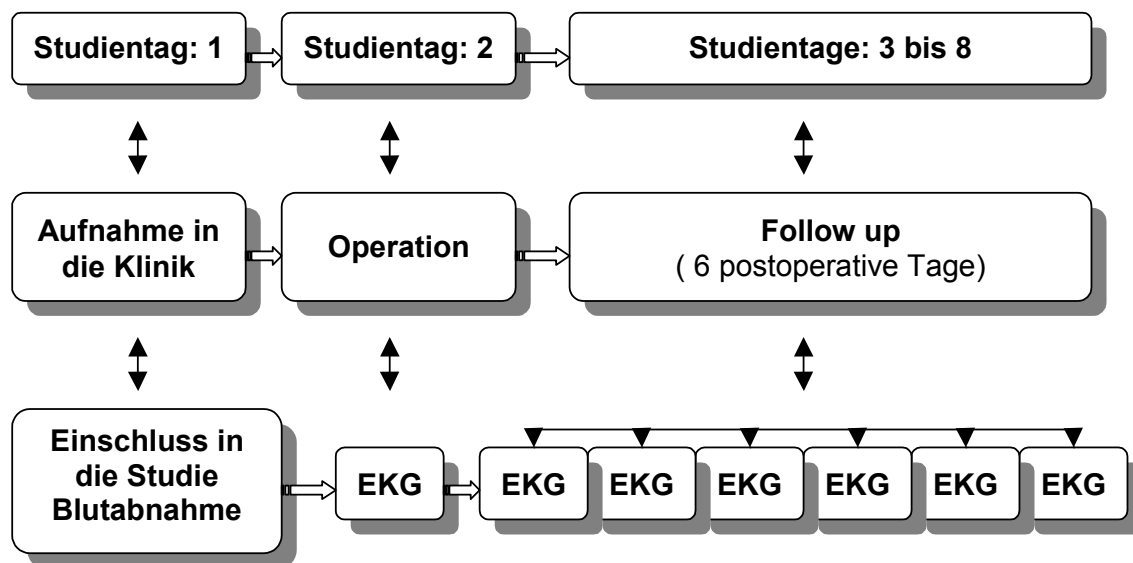 Studientag: 1
Studientag: 2
Studientage: 3 bis 8
Aufnahme in
die Klinik
Operation
Follow up
( 6 postoperative Tage)
Einschluss in
die Studie
Blutabnahme
EKG
EKG
EKG
EKG
EKG
EKG
EKG